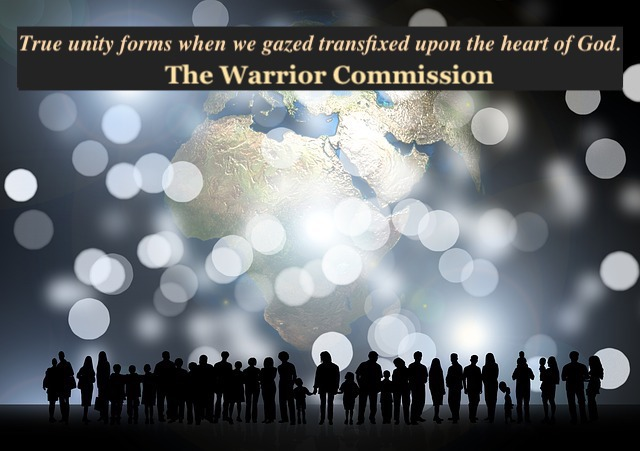 True unity forms when we gazed transfixed upon the heart of God.
The Warrior Commission